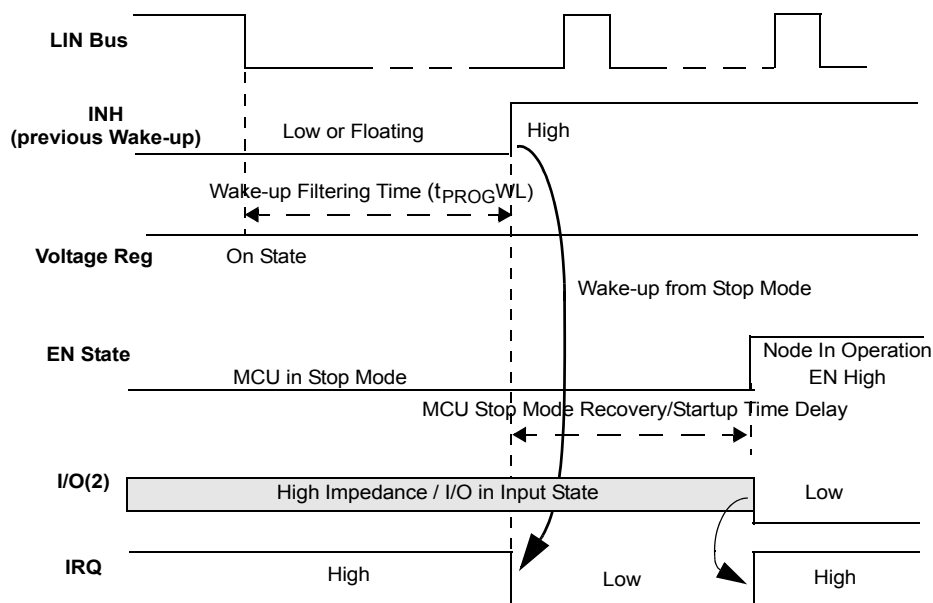 LIN Bus
INH
(previous Wake-up)
Low or Floating
High
Wake-up Filtering Time (tPROGWL)
Voltage Reg
On State
Wake-up from Stop Mode
EN State
Node In Operation
EN High
MCU in Stop Mode
MCU Stop Mode Recovery/Startup Time Delay
I/O(2)
High Impedance / I/O in Input State
Low
IRQ
High
Low
High